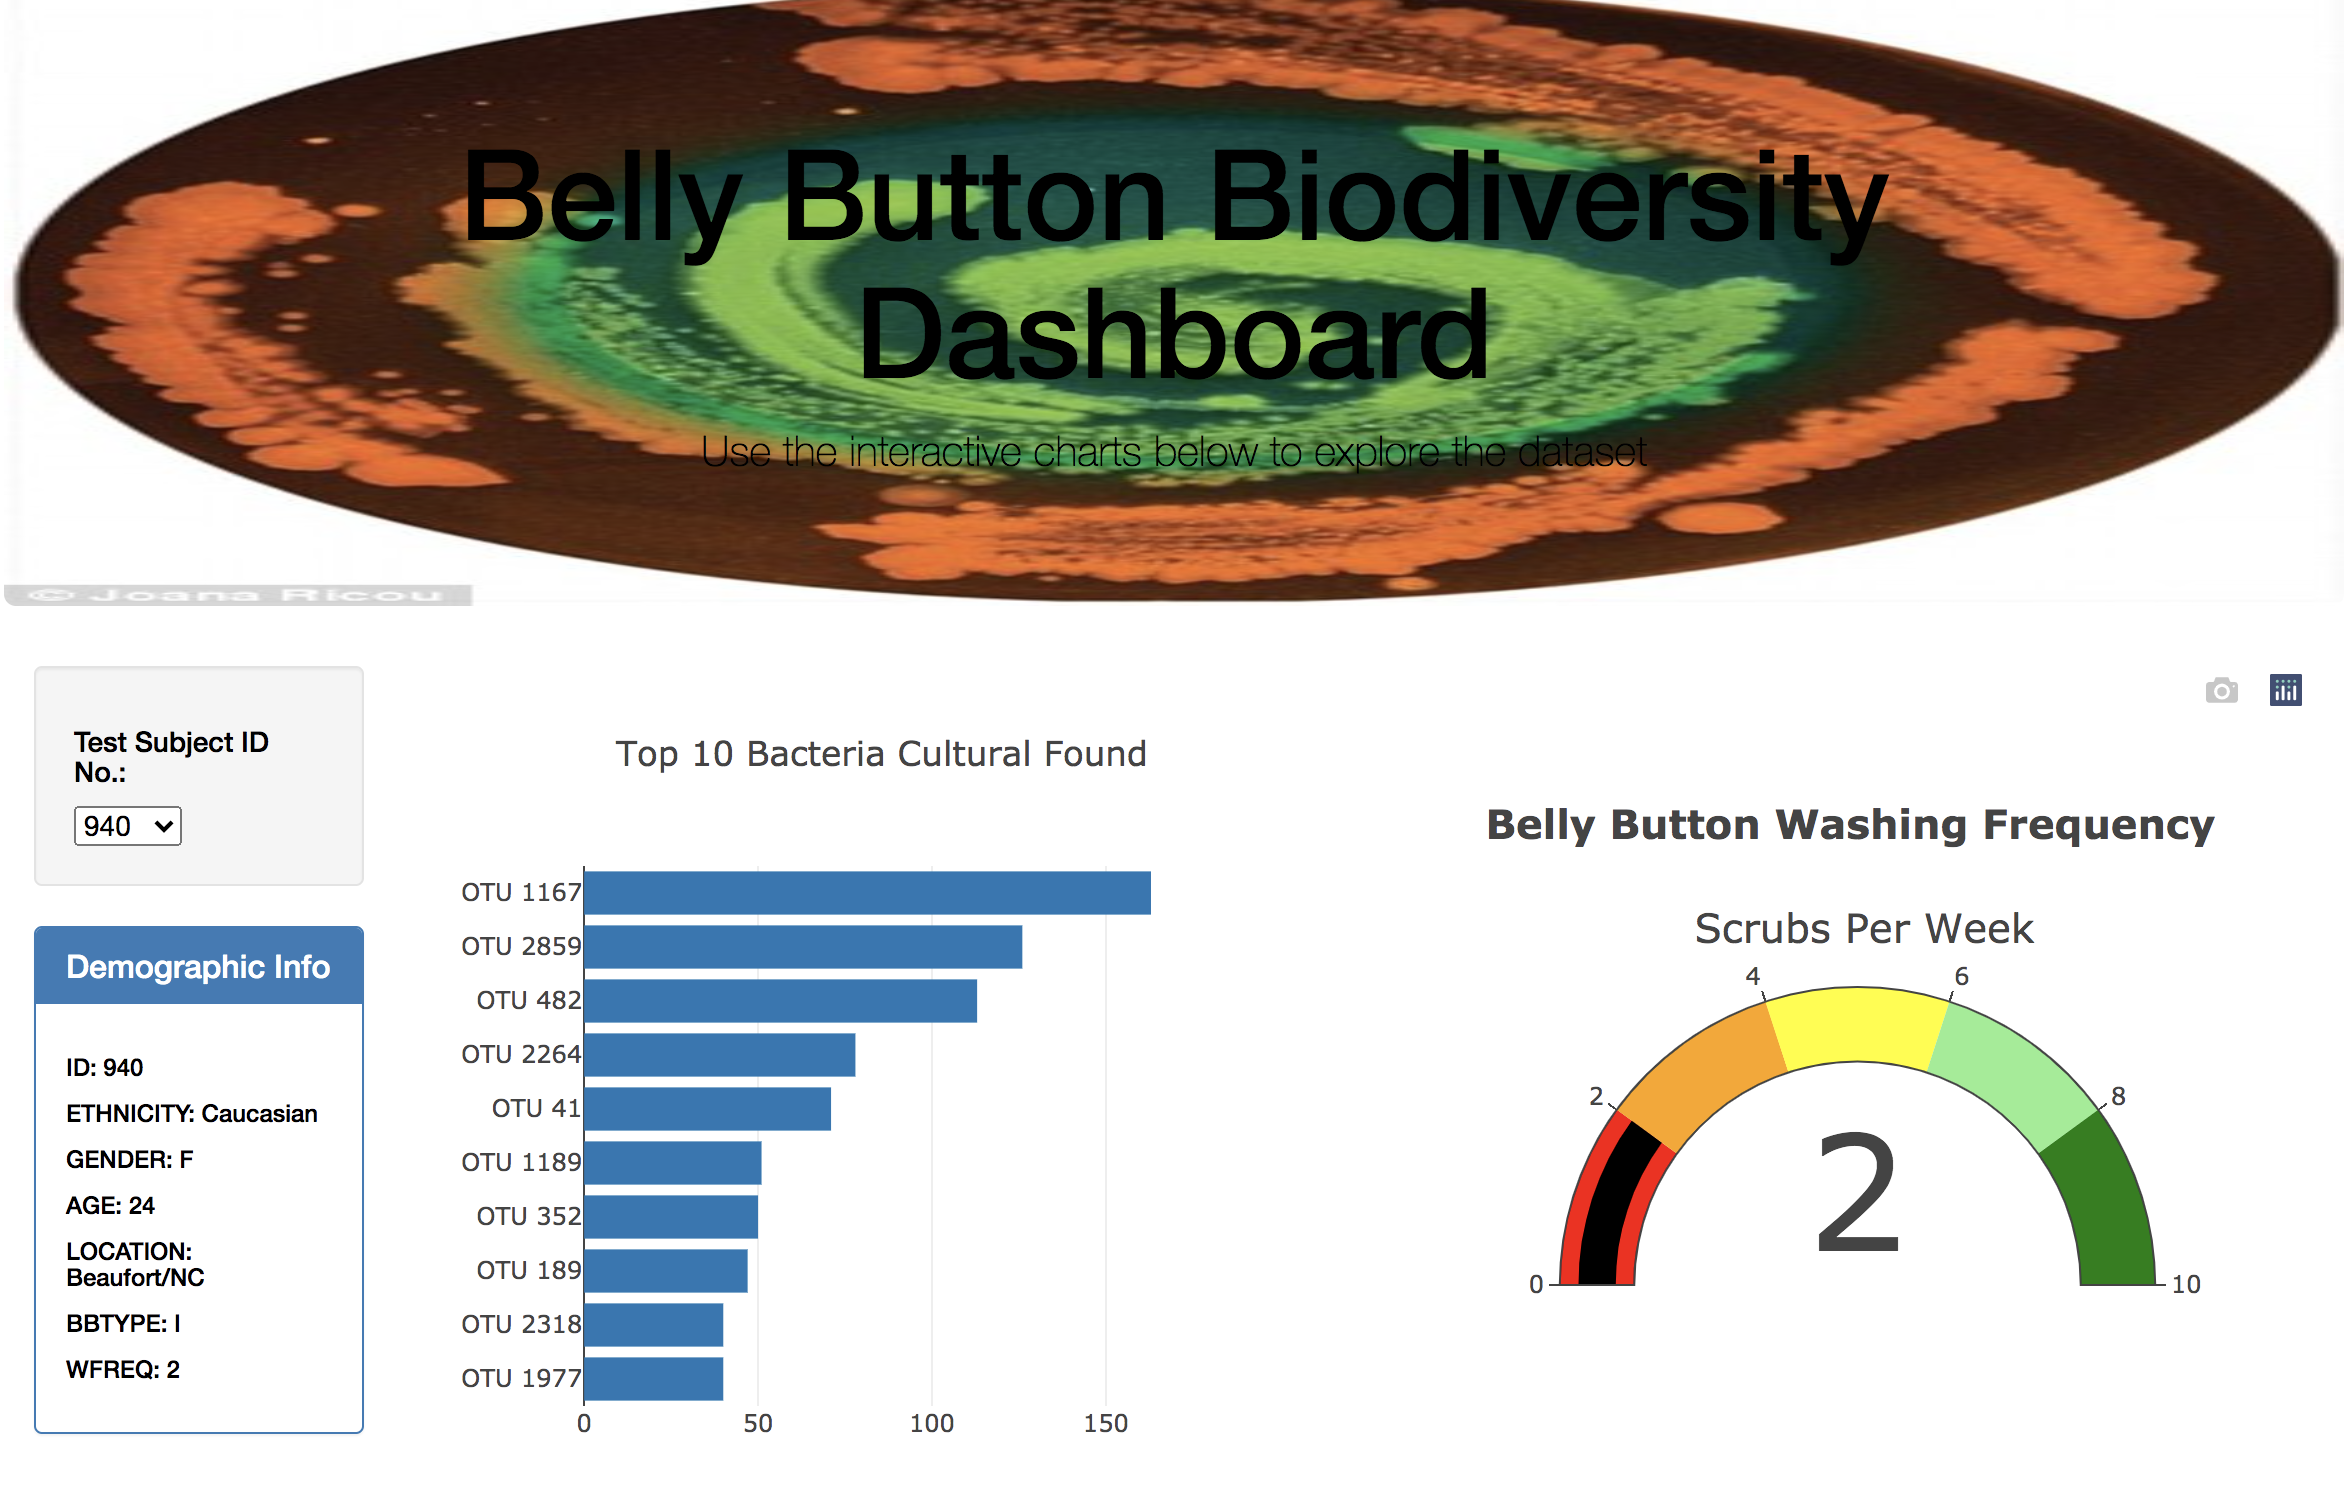 Belly Button Biodiversity
Dashboard
Use the interactive charts below to explore the dataset
© Joana Ricou
Test Subject ID
No.:
940
Demographic Info
ID: 940
ETHNICITY: Caucasian
GENDER: F
AGE: 24
LOCATION:
Beaufort/NC
BBTYPE: I
WFREQ: 2
Top 10 Bacteria Cultural Found
OTU 1167
OTU 2859
OTU 482
OTU 2264
OTU 41
OTU 1189
OTU 352
OTU 189
OTU 2318
OTU 1977
0 50 100 150
Belly Button Washing Frequency
Scrubs Per Week
4 6
2 8
2
0 10